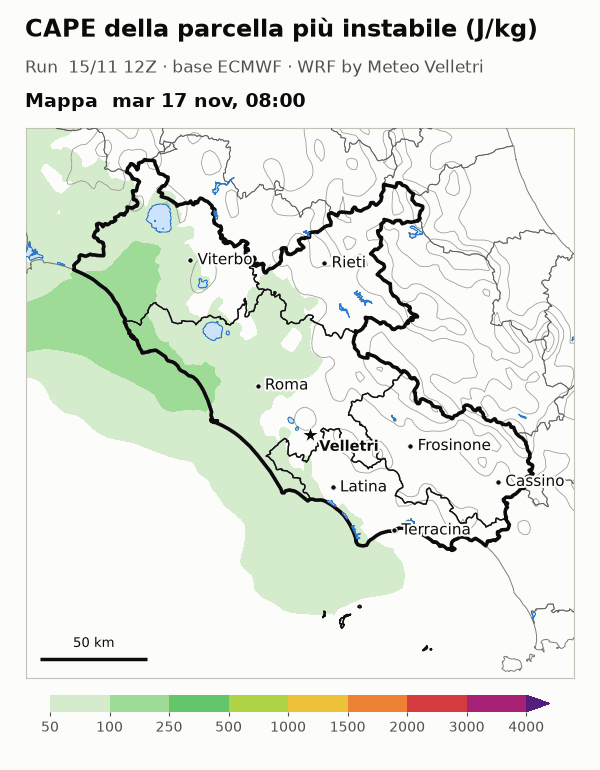 CAPE della parcella più instabile (J/kg)
Run  15/11 12Z · base ECMWF · WRF by Meteo Velletri
Mappa  mar 17 nov, 08:00
Viterbo
Rieti
Roma
Velletri
Frosinone
Cassino
Latina
Terracina
50 km
50 100 250 500 1000 1500 2000 3000 4000